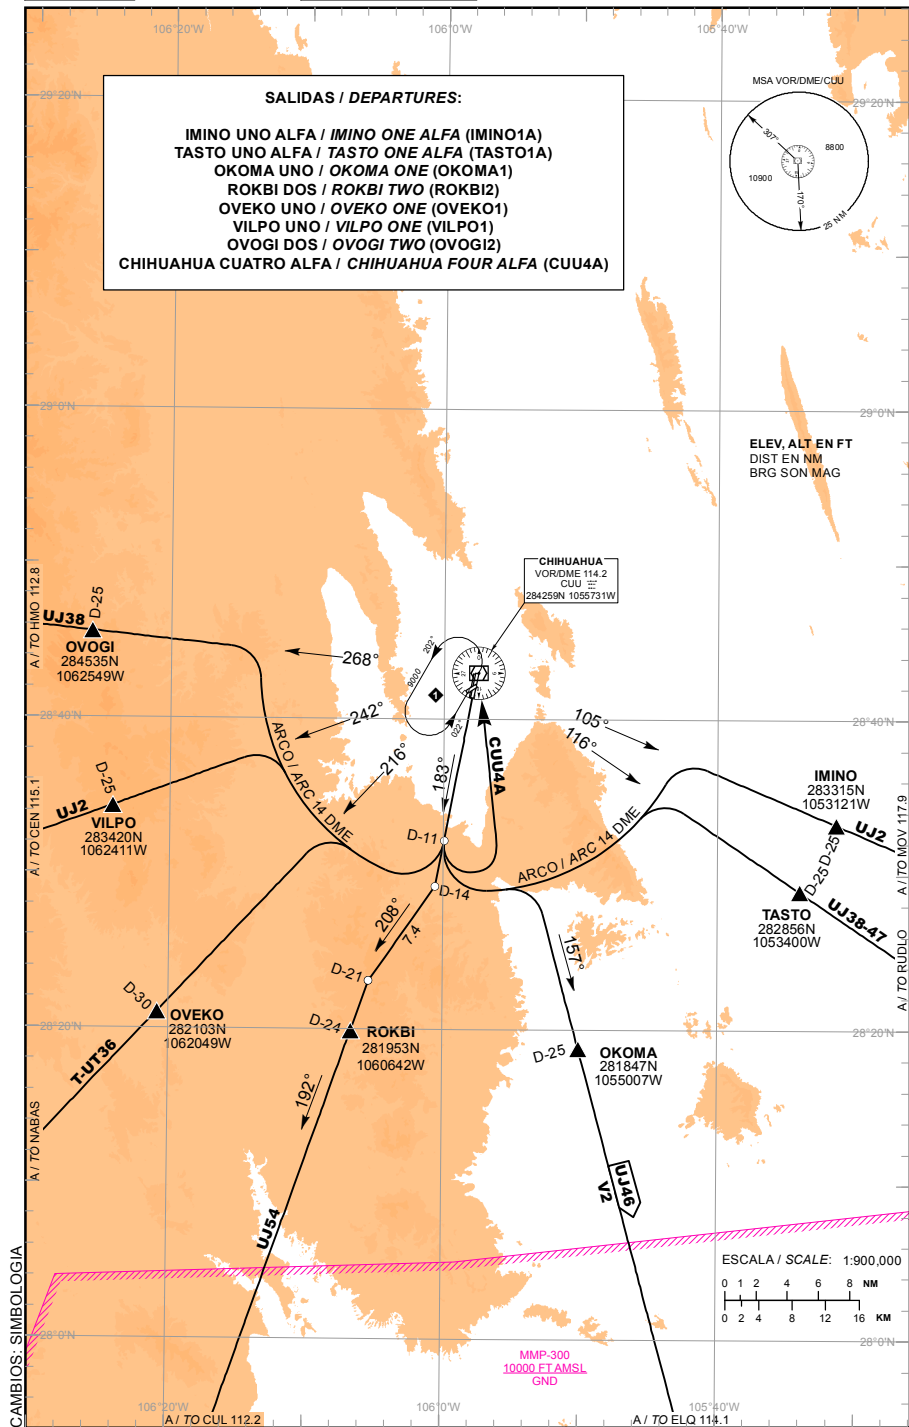 106°20'W
106°0'W
105°40'W
29°20'N
29°20'N
SALIDAS / DEPARTURES:
IMINO UNO ALFA / IMINO ONE ALFA (IMINO1A)
TASTO UNO ALFA / TASTO ONE ALFA (TASTO1A)
OKOMA UNO / OKOMA ONE (OKOMA1)
ROKBI DOS / ROKBI TWO (ROKBI2)
OVEKO UNO / OVEKO ONE (OVEKO1)
VILPO UNO / VILPO ONE (VILPO1)
OVOGI DOS / OVOGI TWO (OVOGI2)
CHIHUAHUA CUATRO ALFA / CHIHUAHUA FOUR ALFA (CUU4A)
MSA VOR/DME/CUU
307°
8800
10900
170°
25 NM
29°0'N
29°0'N
ELEV, ALT EN FT
DIST EN NM
BRG SON MAG
CHIHUAHUA
VOR/DME 114.2
CUU
284259N 1055731W
A / TO HMO 112.8
UJ38
D-25
OVOGI
284535N
1062549W
268°
202°
9000
1
022°
242°
216°
183°
CUU4A
105°
116°
28°40'N
28°40'N
ARCO / ARC 14 DME
ARCO / ARC 14 DME
A / TO CEN 115.1
UJ2
D-25
VILPO
283420N
1062411W
IMINO
283315N
1053121W
D-25
UJ2
A / TO MOV 117.9
D-11
D-14
D-25
TASTO
282856N
1053400W
UJ38-47
A / TO RUDLO
208°
7.4
157°
D-21
D-30
OVEKO
282103N
1062049W
T-UT36
A / TO NABAS
D-24
ROKBI
281953N
1060642W
28°20'N
28°20'N
D-25
OKOMA
281847N
1055007W
192°
UJ54
UJ46
V2
ESCALA / SCALE: 1:900,000
0 1 2 4 6 8 NM
0 2 4 8 12 16 KM
28°0'N
28°0'N
MMP-300
10000 FT AMSL
GND
CAMBIOS: SIMBOLOGIA
106°20'W
106°0'W
105°40'W
A / TO CUL 112.2
A / TO ELQ 114.1